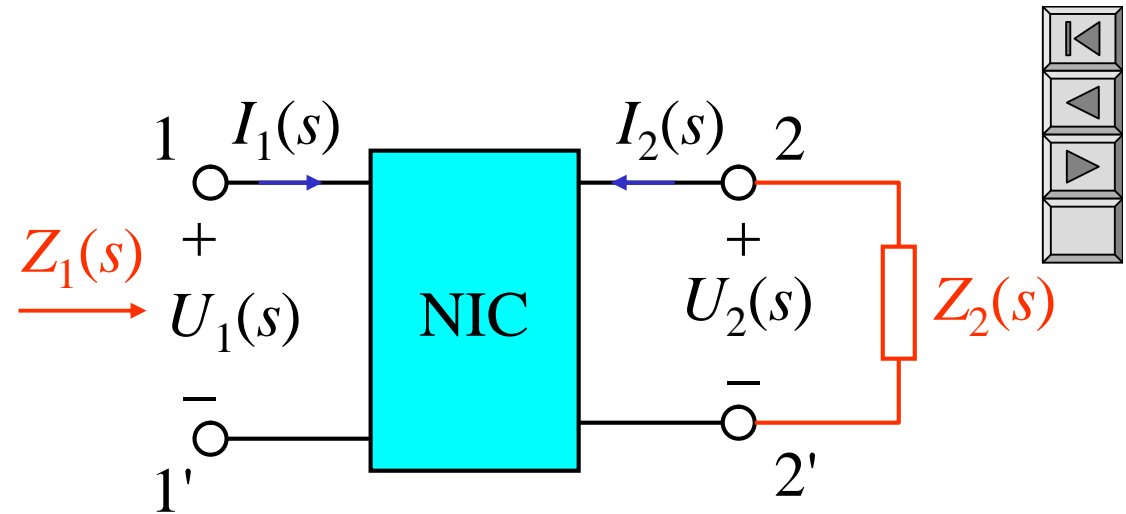 1 I₁(s) I₂(s) 2
+ +
Z₁(s) U₁(s) NIC U₂(s) Z₂(s)
− −
1' 2'